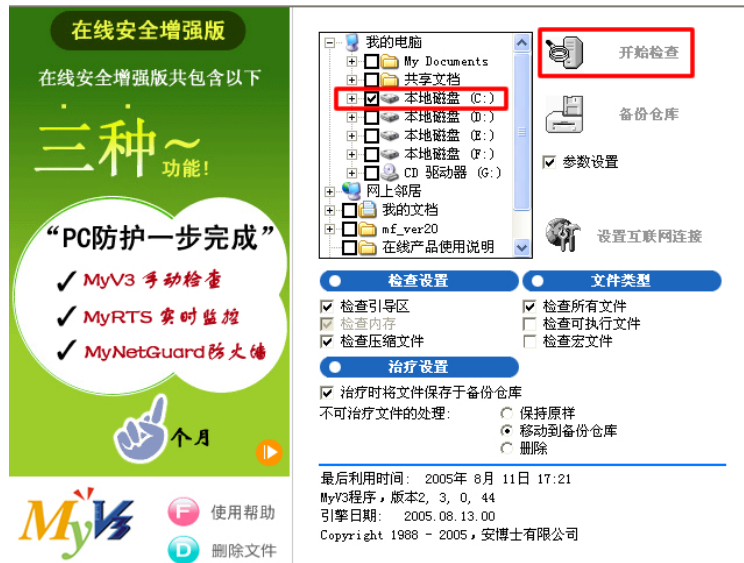 在线安全增强版
在线安全增强版共包含以下
三种~
功能!
“PC防护一步完成”
MyV3 手动检查
MyRTS 实时监控
MyNetGuard防火墙
个月
MyV3
F 使用帮助
D 删除文件
我的电脑
My Documents
共享文档
本地磁盘 (C:)
本地磁盘 (D:)
本地磁盘 (E:)
本地磁盘 (F:)
CD 驱动器 (G:)
网上邻居
我的文档
mf_ver20
在线产品使用说明
开始检查
备份仓库
参数设置
设置互联网连接
检查设置
检查引导区
检查内存
检查压缩文件
文件类型
检查所有文件
检查可执行文件
检查宏文件
治疗设置
治疗时将文件保存于备份仓库
不可治疗文件的处理: 保持原样
移动到备份仓库
删除
最后利用时间: 2005年 8月 11日 17:21
MyV3程序,版本2, 3, 0, 44
引擎日期: 2005.08.13.00
Copyright 1988 - 2005,安博士有限公司